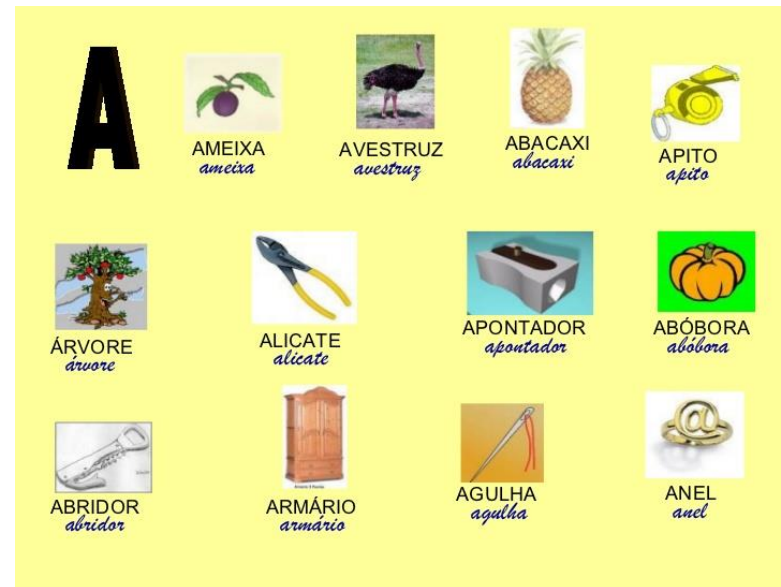 A
AMEIXA
ameixa
AVESTRUZ
avestruz
ABACAXI
abacaxi
APITO
apito
ÁRVORE
árvore
ALICATE
alicate
APONTADOR
apontador
ABÓBORA
abóbora
ABRIDOR
abridor
ARMÁRIO
armário
AGULHA
agulha
ANEL
@
anel